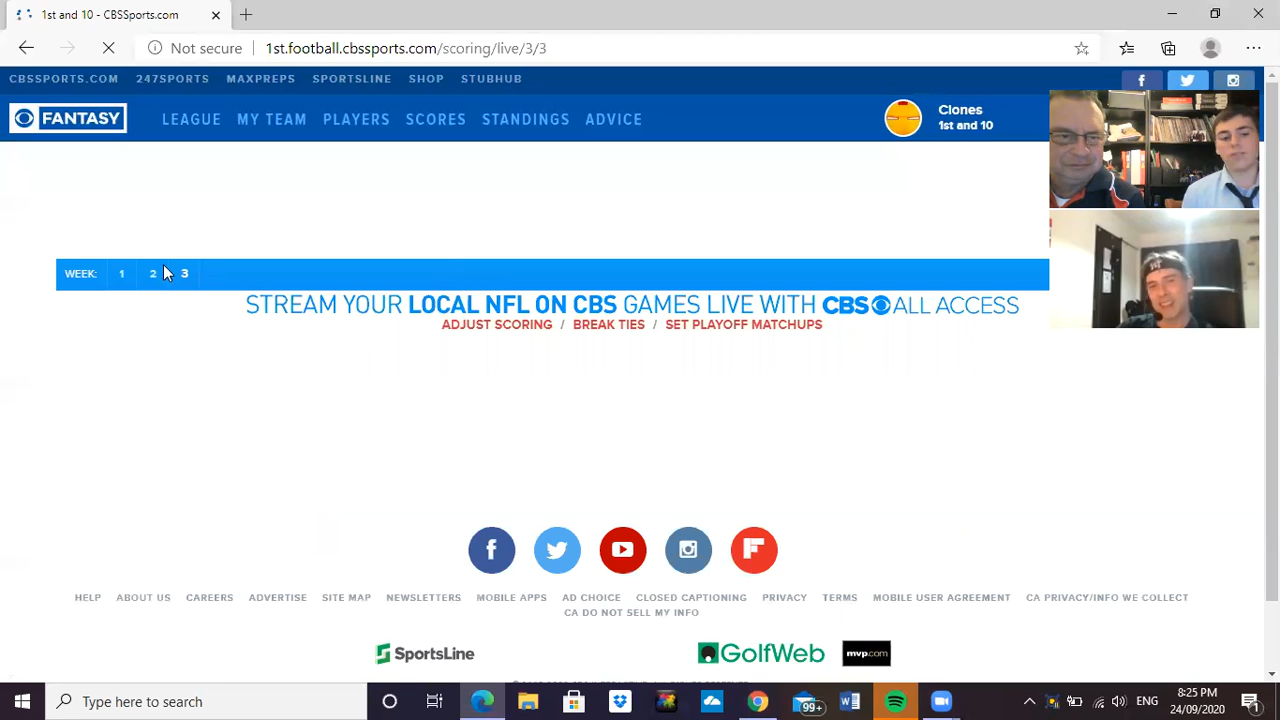 1st and 10 - CBSSports.com
Not secure
1st.football.cbssports.com/scoring/live/3/3
CBSSPORTS.COM 247SPORTS MAXPREPS SPORTSLINE SHOP STUBHUB
FANTASY LEAGUE MY TEAM PLAYERS SCORES STANDINGS ADVICE
Clones
1st and 10
WEEK: 1 2 3
STREAM YOUR LOCAL NFL ON CBS GAMES LIVE WITH CBS ALL ACCESS
ADJUST SCORING / BREAK TIES / SET PLAYOFF MATCHUPS
HELP ABOUT US CAREERS ADVERTISE SITE MAP NEWSLETTERS MOBILE APPS AD CHOICE CLOSED CAPTIONING PRIVACY TERMS MOBILE USER AGREEMENT CA PRIVACY/INFO WE COLLECT
CA DO NOT SELL MY INFO
SportsLine GolfWeb mvp.com
Type here to search
99+
ENG
8:25 PM
24/09/2020
1